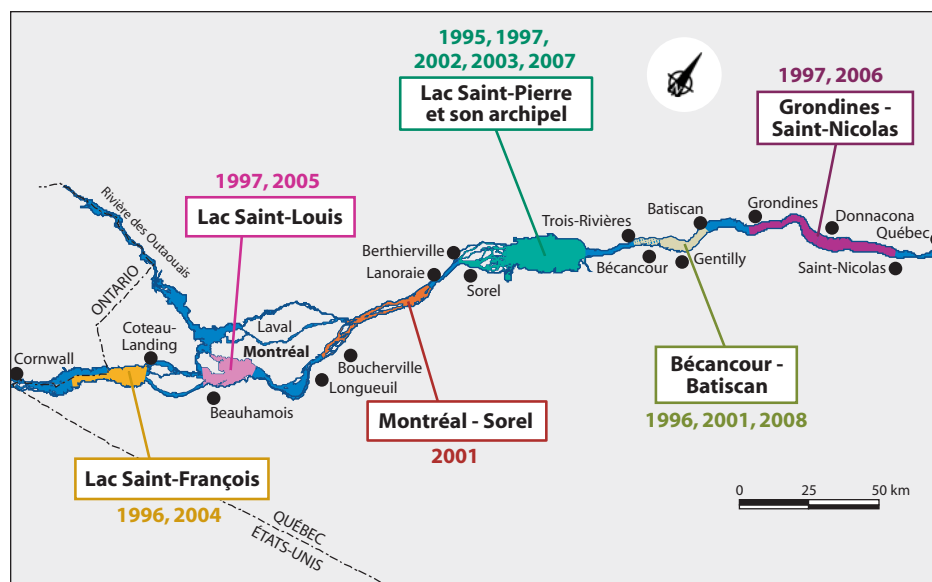 1995, 1997,
2002, 2003, 2007
Lac Saint-Pierre
et son archipel
1997, 2006
Grondines -
Saint-Nicolas
1997, 2005
Lac Saint-Louis
Rivière des Outaouais
ONTARIO
Cornwall
Coteau-
Landing
Laval
Montréal
Beauhamois
Boucherville
Longueuil
Berthierville
Lanoraie
Sorel
Trois-Rivières
Bécancour
Batiscan
Gentilly
Grondines
Donnacona
Québec
Saint-Nicolas
Lac Saint-François
1996, 2004
Montréal - Sorel
2001
Bécancour -
Batiscan
1996, 2001, 2008
QUÉBEC
ÉTATS-UNIS
0 25 50 km